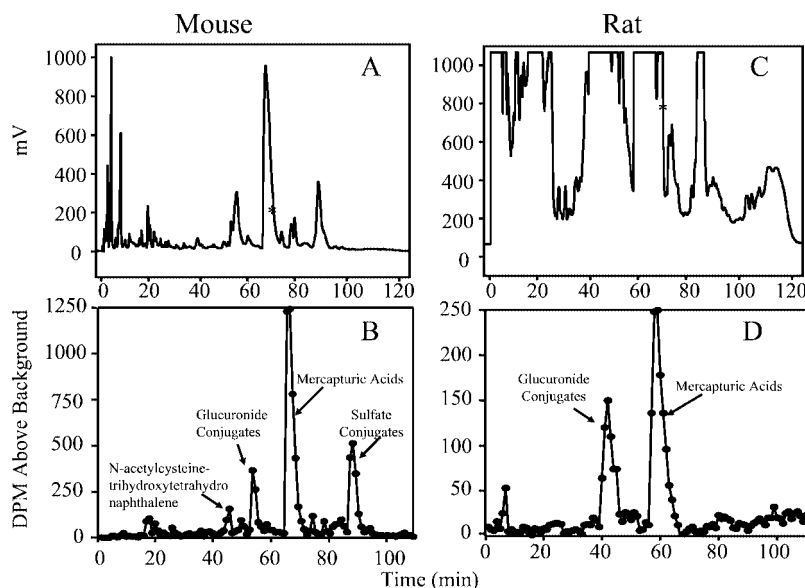 Mouse
Rat
A
C
mV
1000
800
600
400
200
0
0 20 40 60 80 100 120
1000
800
600
400
200
0
0 20 40 60 80 100 120
B
D
DPM Above Background
1250
1000
750
500
250
0
0 20 40 60 80 100
N-acetylcysteine-
trihydroxytetrahydro
naphthalene
Glucuronide
Conjugates
Mercapturic Acids
Sulfate
Conjugates
250
200
150
100
50
0
0 20 40 60 80 100
Glucuronide
Conjugates
Mercapturic Acids
Time (min)